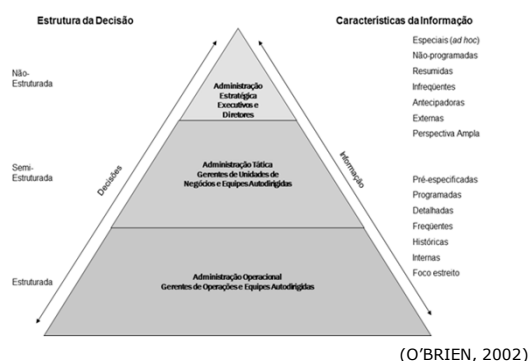 Estrutura da Decisão
Características da Informação
Não-
Estruturada
Semi-
Estruturada
Estruturada
Decisões
Administração
Estratégica
Executivos e
Diretores
Administração Tática
Gerentes de Unidades de
Negócios e Equipes Autodirigidas
Administração Operacional
Gerentes de Operações e Equipes Autodirigidas
Informação
Especiais (ad hoc)
Não-programadas
Resumidas
Infreqüentes
Antecipadoras
Externas
Perspectiva Ampla
Pré-especificadas
Programadas
Detalhadas
Freqüentes
Históricas
Internas
Foco estreito
(O'BRIEN, 2002)